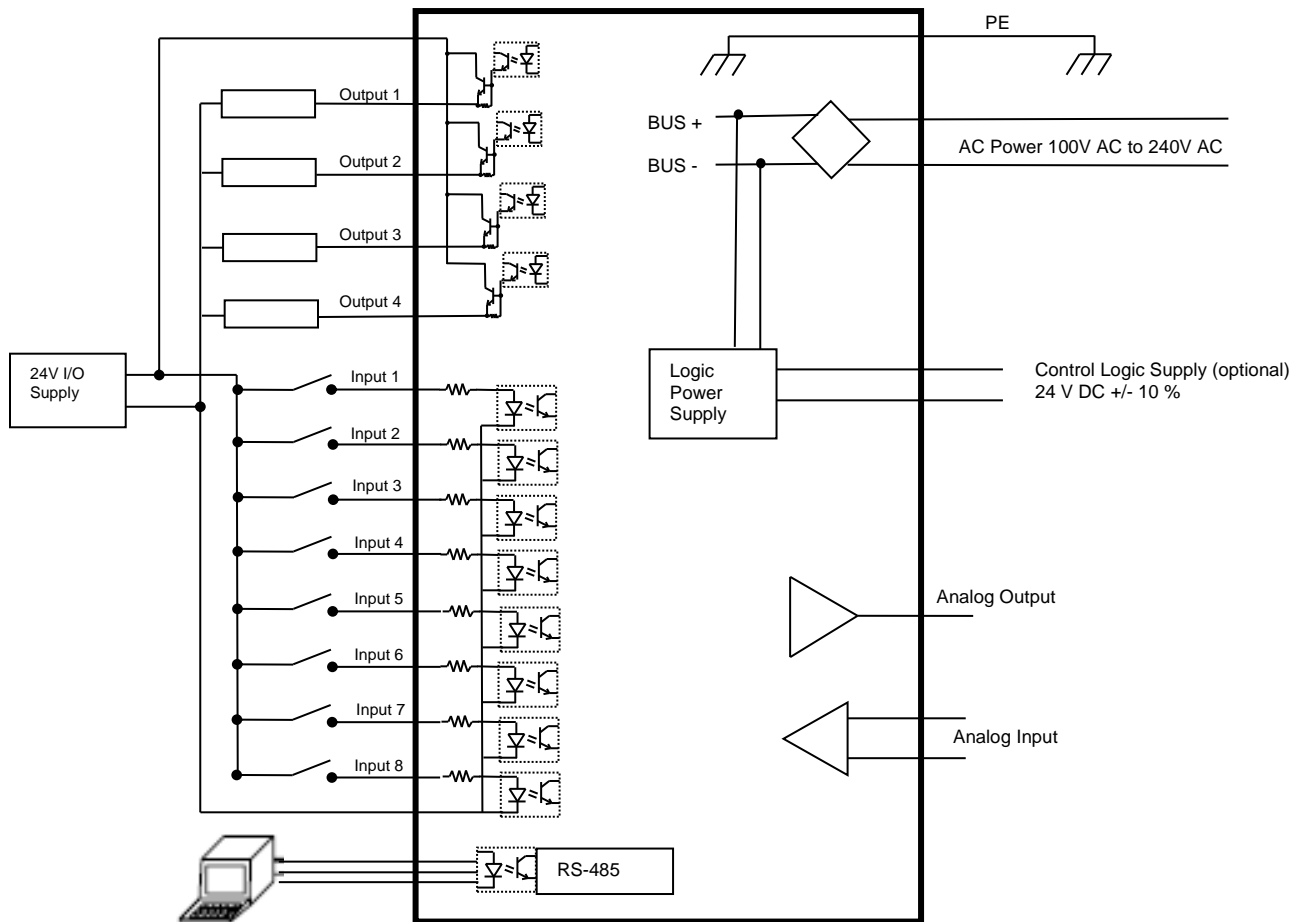 PE
Output 1
BUS +
AC Power 100V AC to 240V AC
Output 2
BUS -
Output 3
Output 4
24V I/O
Supply
Input 1
Logic
Power
Supply
Control Logic Supply (optional)
24 V DC +/- 10 %
Input 2
Input 3
Input 4
Input 5
Analog Output
Input 6
Input 7
Analog Input
Input 8
RS-485